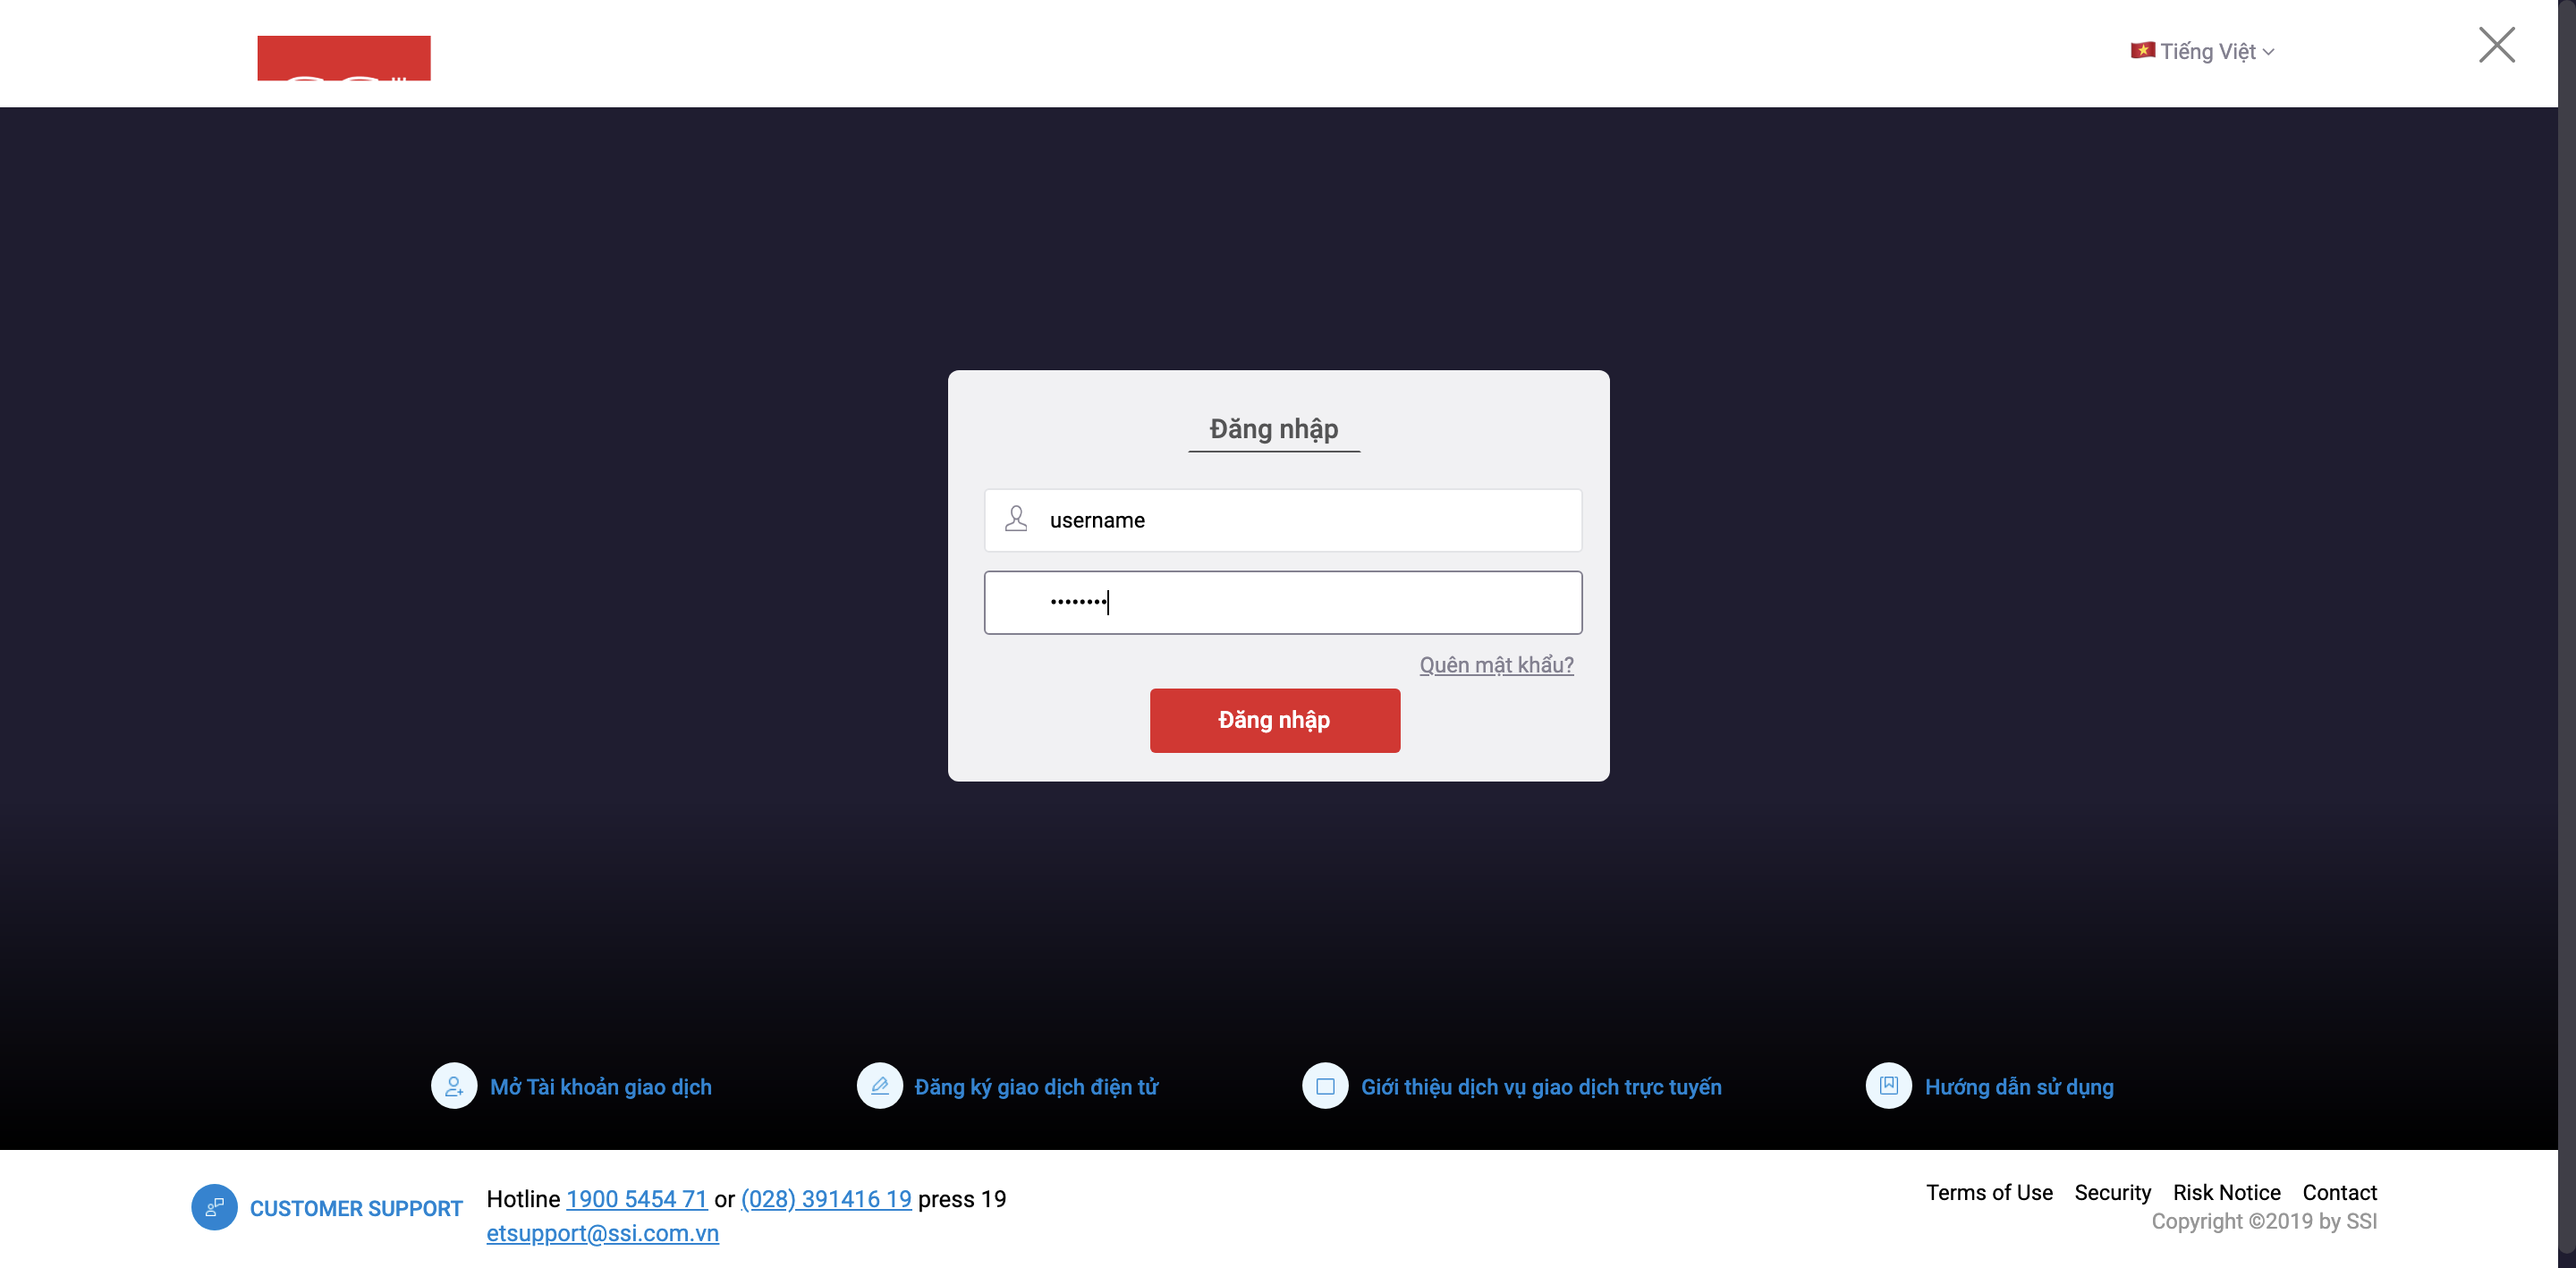 Tiếng Việt
Đăng nhập
username
••••••••
Quên mật khẩu?
Đăng nhập
Mở Tài khoản giao dịch
Đăng ký giao dịch điện tử
Giới thiệu dịch vụ giao dịch trực tuyến
Hướng dẫn sử dụng
CUSTOMER SUPPORT
Hotline 1900 5454 71 or (028) 391416 19 press 19
etsupport@ssi.com.vn
Terms of Use Security Risk Notice Contact
Copyright ©2019 by SSI